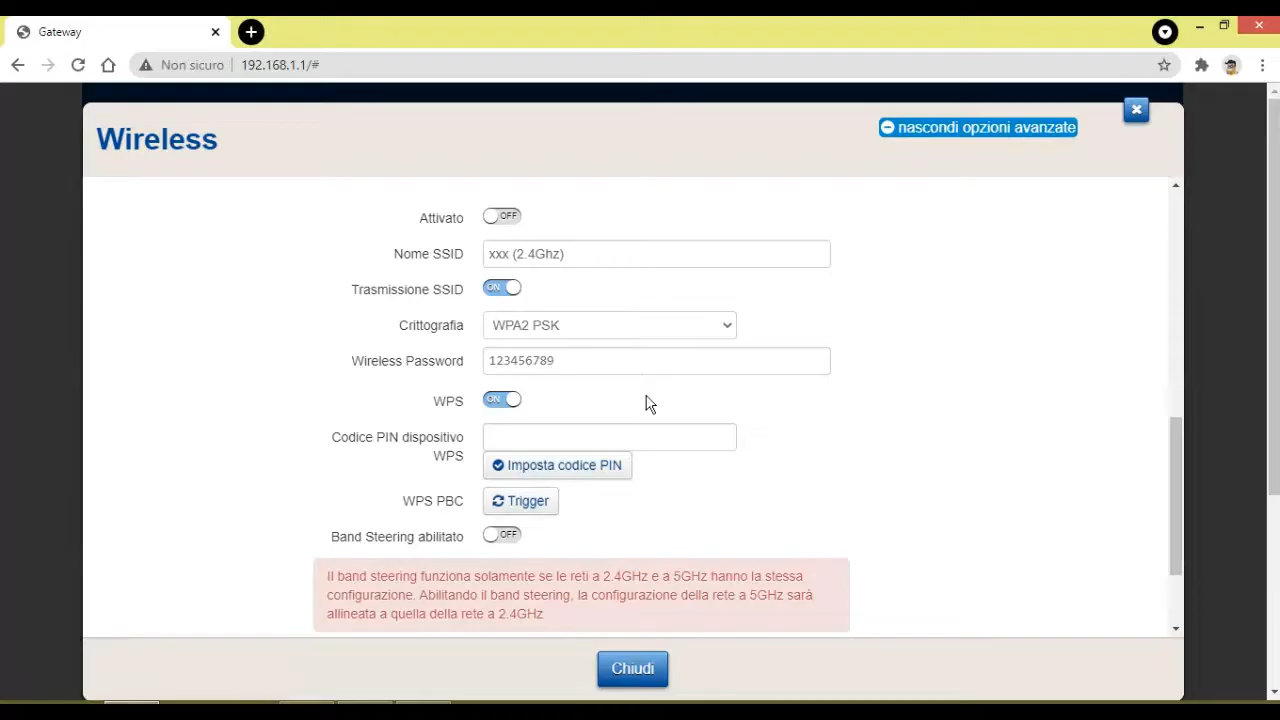 Gateway
Non sicuro
192.168.1.1/#
Wireless
nascondi opzioni avanzate
Attivato
OFF
Nome SSID
xxx (2.4Ghz)
Trasmissione SSID
ON
Crittografia
WPA2 PSK
Wireless Password
123456789
WPS
ON
Codice PIN dispositivo
WPS
Imposta codice PIN
WPS PBC
Trigger
Band Steering abilitato
OFF
Il band steering funziona solamente se le reti a 2.4GHz e a 5GHz hanno la stessa
configurazione. Abilitando il band steering, la configurazione della rete a 5GHz sarà
allineata a quella della rete a 2.4GHz
Chiudi